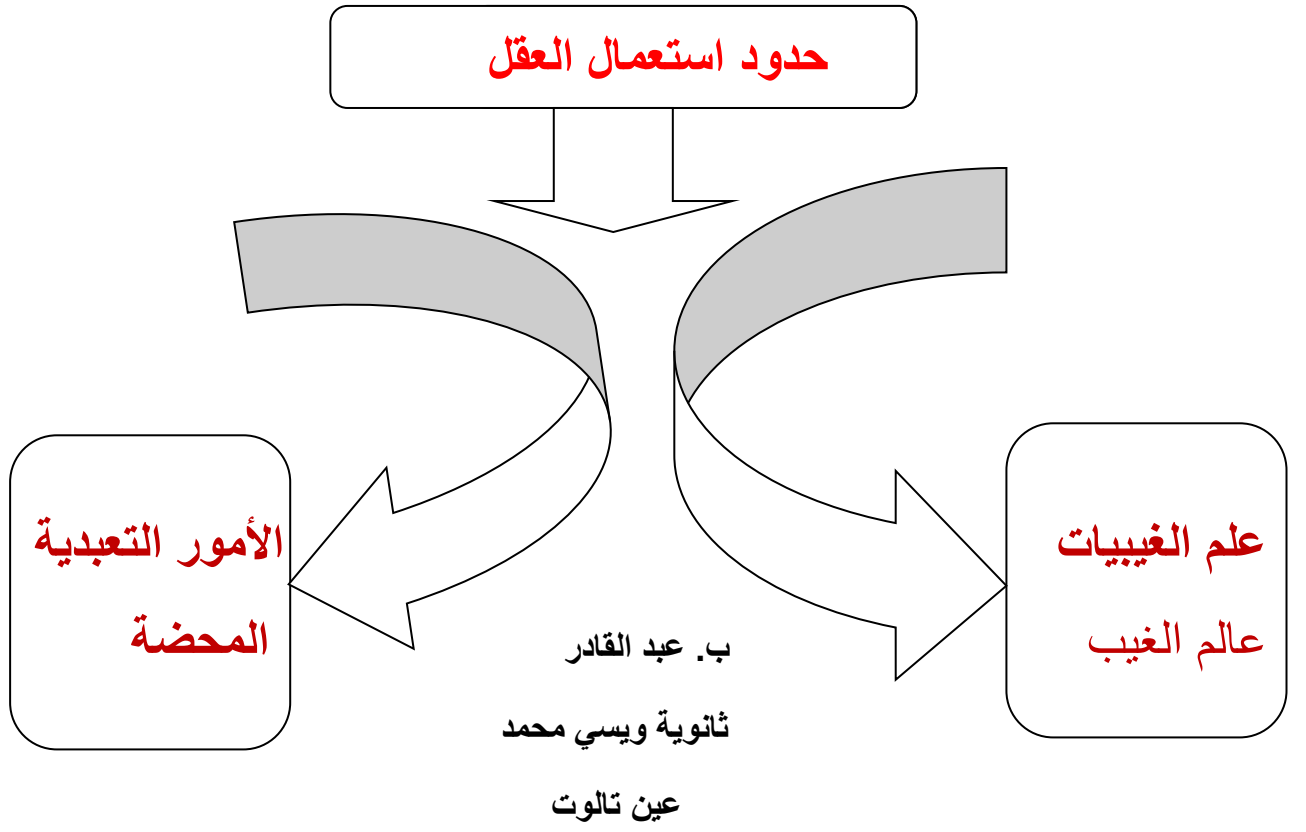 حدود استعمال العقل
علم الغيبيات
عالم الغيب
الأمور التعبدية
المحضة
ب. عبد القادر
ثانوية ويسي محمد
عين تالوت